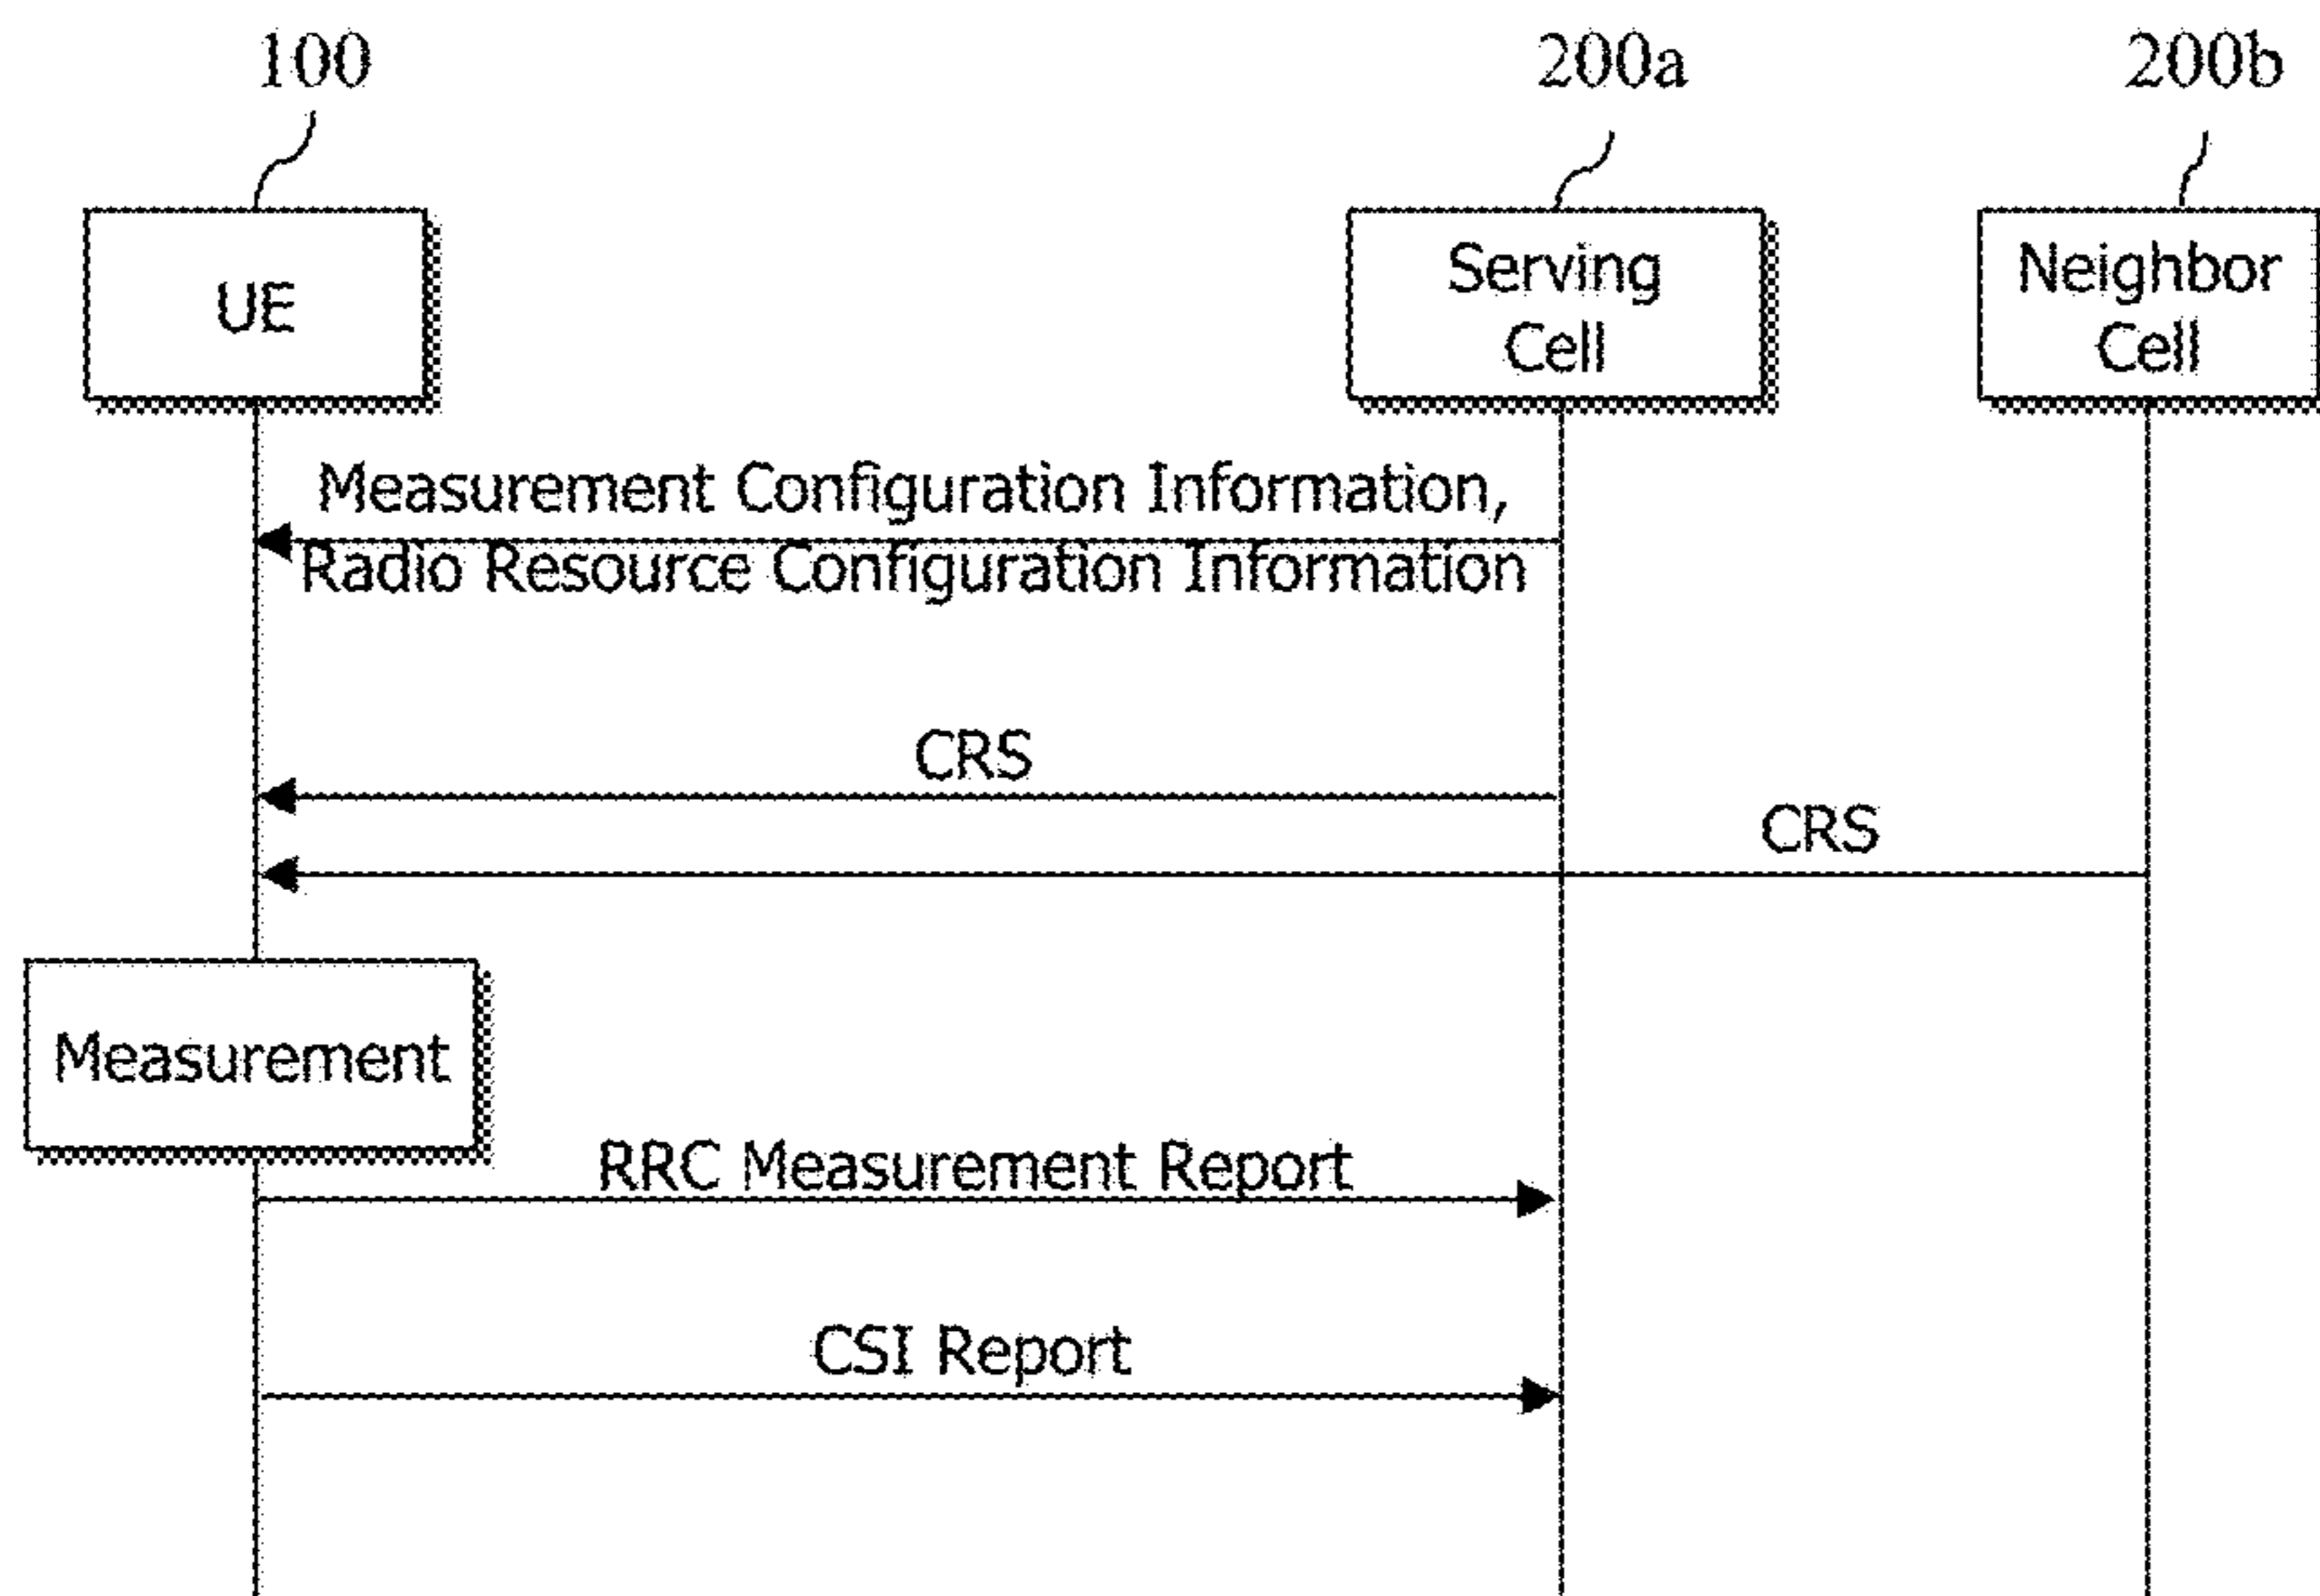 100
200a
200b
UE
Serving
Cell
Neighbor
Cell
Measurement Configuration Information,
Radio Resource Configuration Information
CRS
CRS
Measurement
RRC Measurement Report
CSI Report